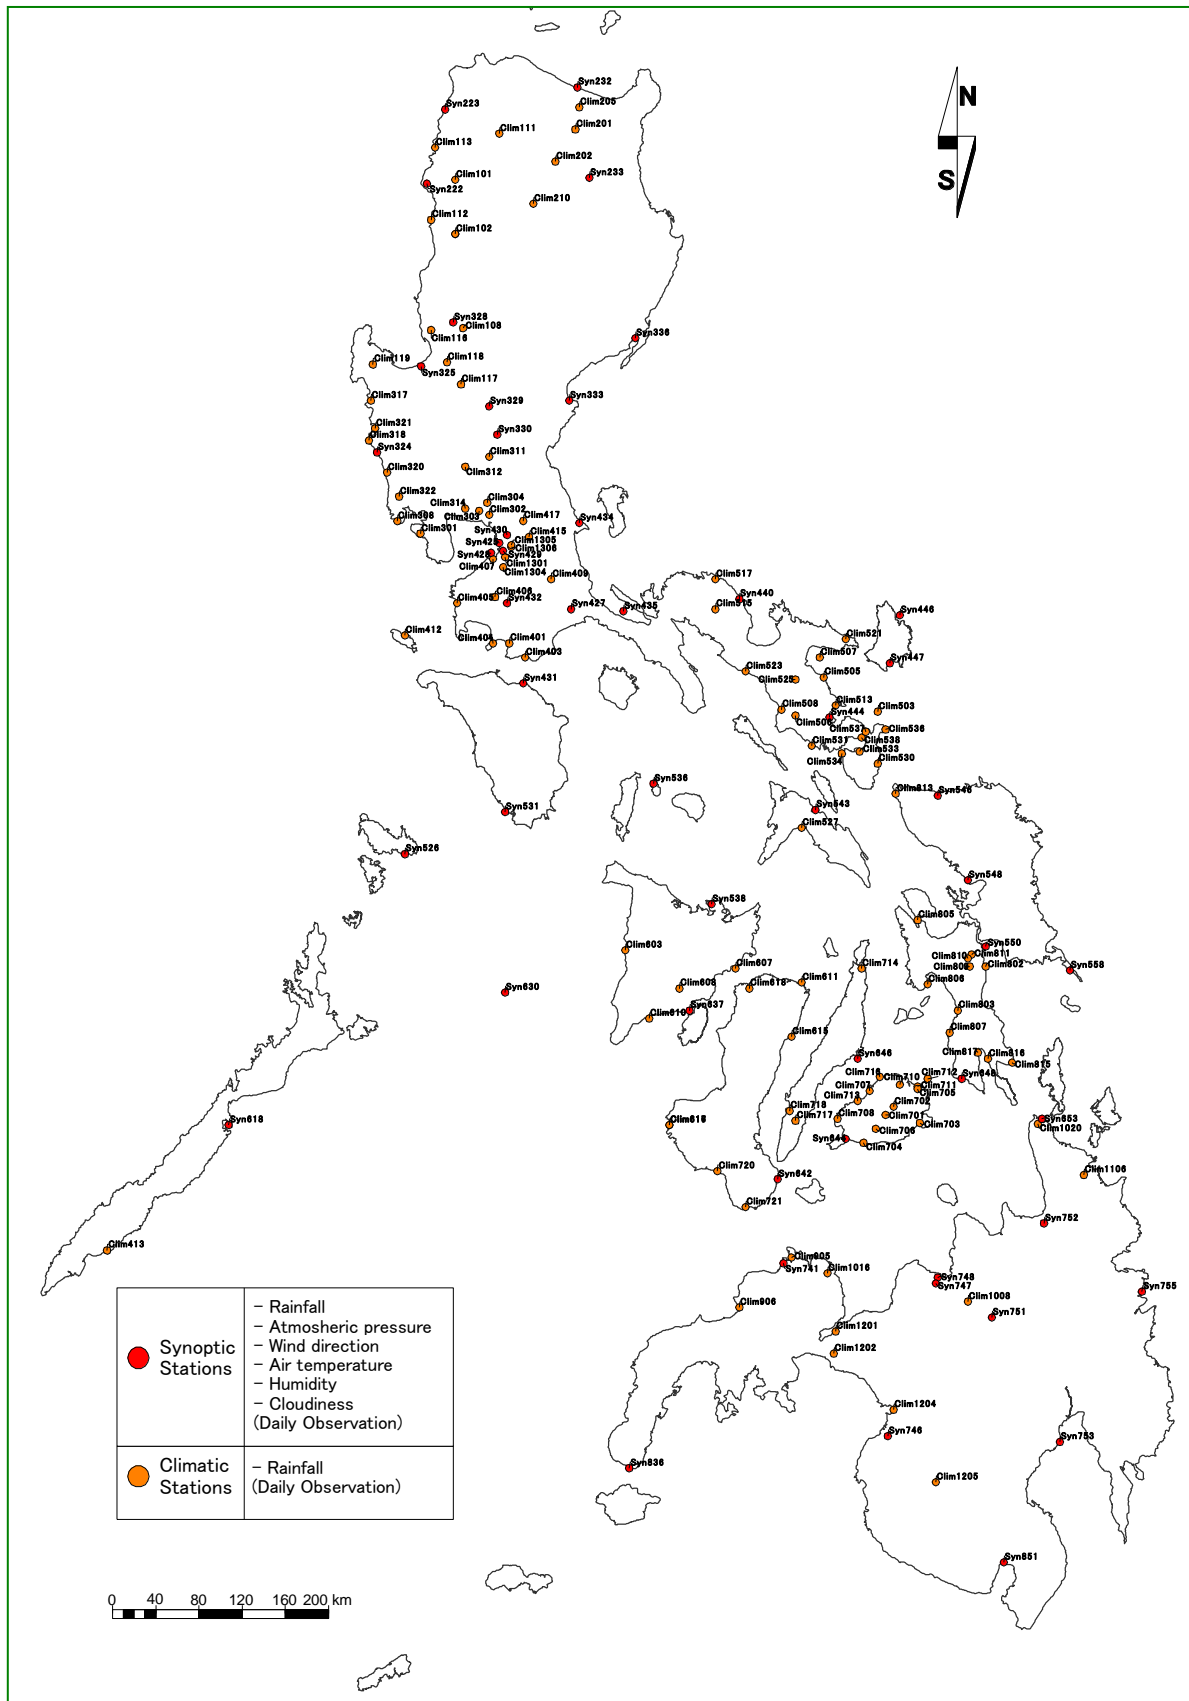 Syn232
Clim205
Syn223
Clim201
Clim111
Clim113
Clim202
Syn233
Clim101
Syn222
Clim210
Clim112
Clim102
N
S
Syn328
Clim108
Clim116
Syn336
Clim119
Clim118
Syn325
Clim117
Clim317
Syn329
Syn333
Clim321
Clim318
Syn330
Syn324
Clim311
Clim312
Clim320
Clim322
Clim304
Clim314
Clim303
Clim302
Clim308
Clim417
Syn434
Clim301
Syn430
Clim415
Syn425
Clim1305
Clim1306
Syn428
Syn429
Clim407
Clim1301
Clim1304
Clim409
Clim517
Clim406
Clim405
Syn432
Syn427
Syn435
Syn440
Clim515
Syn446
Clim412
Clim404
Clim401
Clim403
Clim521
Clim507
Syn447
Clim523
Clim525
Clim505
Syn431
Clim508
Clim513
Clim503
Clim506
Syn444
Clim537
Clim536
Clim538
Clim531
Clim533
Clim534
Clim530
Syn536
Clim813
Syn546
Syn531
Syn543
Clim527
Syn526
Syn548
Syn538
Clim805
Clim603
Syn550
Clim810
Clim811
Clim607
Clim714
Clim802
Syn558
Clim608
Clim618
Clim611
Clim806
Syn630
Syn637
Clim610
Clim803
Clim615
Clim807
Syn646
Clim817
Clim816
Clim815
Clim716
Clim710
Clim712
Syn648
Clim707
Clim711
Clim705
Clim713
Clim702
Clim718
Clim717
Clim708
Clim701
Clim703
Clim706
Syn618
Clim704
Syn653
Clim1020
Clim720
Syn642
Clim1106
Clim721
Syn752
Clim413
Clim905
Syn741
Clim1016
Syn748
Syn747
Syn755
Clim906
Clim1008
Syn751
Clim1201
Clim1202
Clim1204
Syn746
Syn753
Syn836
Clim1205
Syn851
Synoptic
Stations
– Rainfall
– Atmosheric pressure
– Wind direction
– Air temperature
– Humidity
– Cloudiness
(Daily Observation)
Climatic
Stations
– Rainfall
(Daily Observation)
0 40 80 120 160 200 km